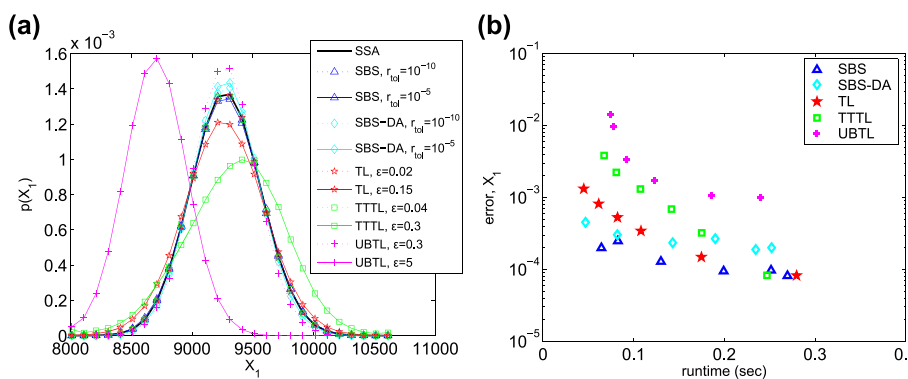 (a)
x 10⁻³
1.6
1.4
1.2
1
0.8
0.6
0.4
0.2
0
p(X₁)
8000 8500 9000 9500 10000 10500 11000
X₁
SSA
SBS, r_tol=10⁻¹⁰
SBS, r_tol=10⁻⁵
SBS−DA, r_tol=10⁻¹⁰
SBS−DA, r_tol=10⁻⁵
TL, ε=0.02
TL, ε=0.15
TTTL, ε=0.04
TTTL, ε=0.3
UBTL, ε=0.3
UBTL, ε=5
(b)
10⁻¹
10⁻²
10⁻³
10⁻⁴
10⁻⁵
error, X₁
0 0.1 0.2 0.3 0.
runtime (sec)
SBS
SBS-DA
TL
TTTL
UBTL